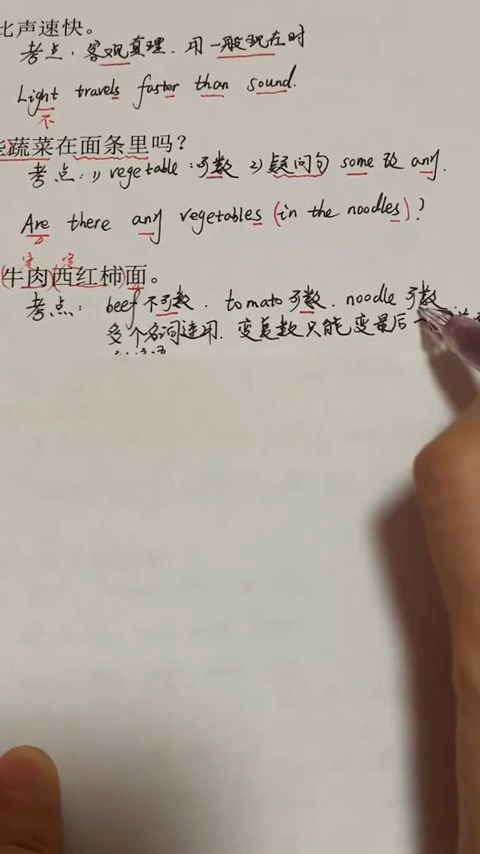 比声速快。
考点：客观真理．用一般现在时
Light travels faster than sound.
不
些蔬菜在面条里吗？
考点：1) vegetable：可数 2) 疑问句 some 改 any.
Are there any vegetables (in the noodles)?
牛肉西红柿面。
考点：beef 不可数．tomato 可数．noodle 可数
多个名词连用．变复数只能变最后一